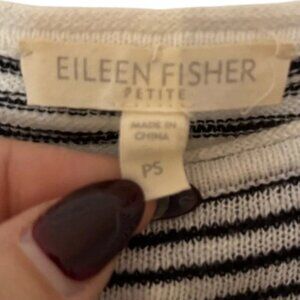 EILEEN FISHER
PETITE
MADE IN
CHINA
PS